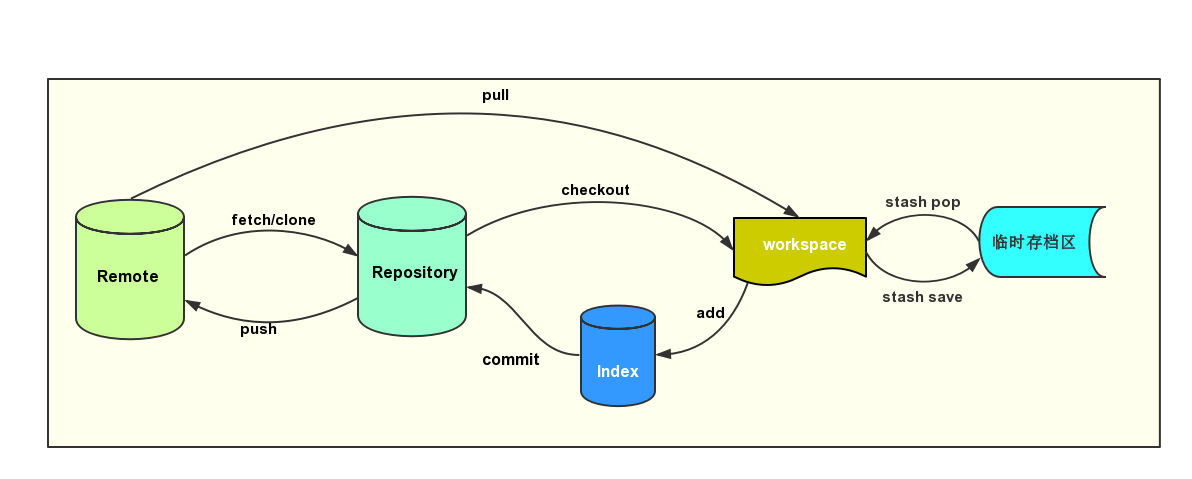 pull
checkout
fetch/clone
stash pop
workspace
临时存档区
Remote
Repository
stash save
add
push
commit
Index